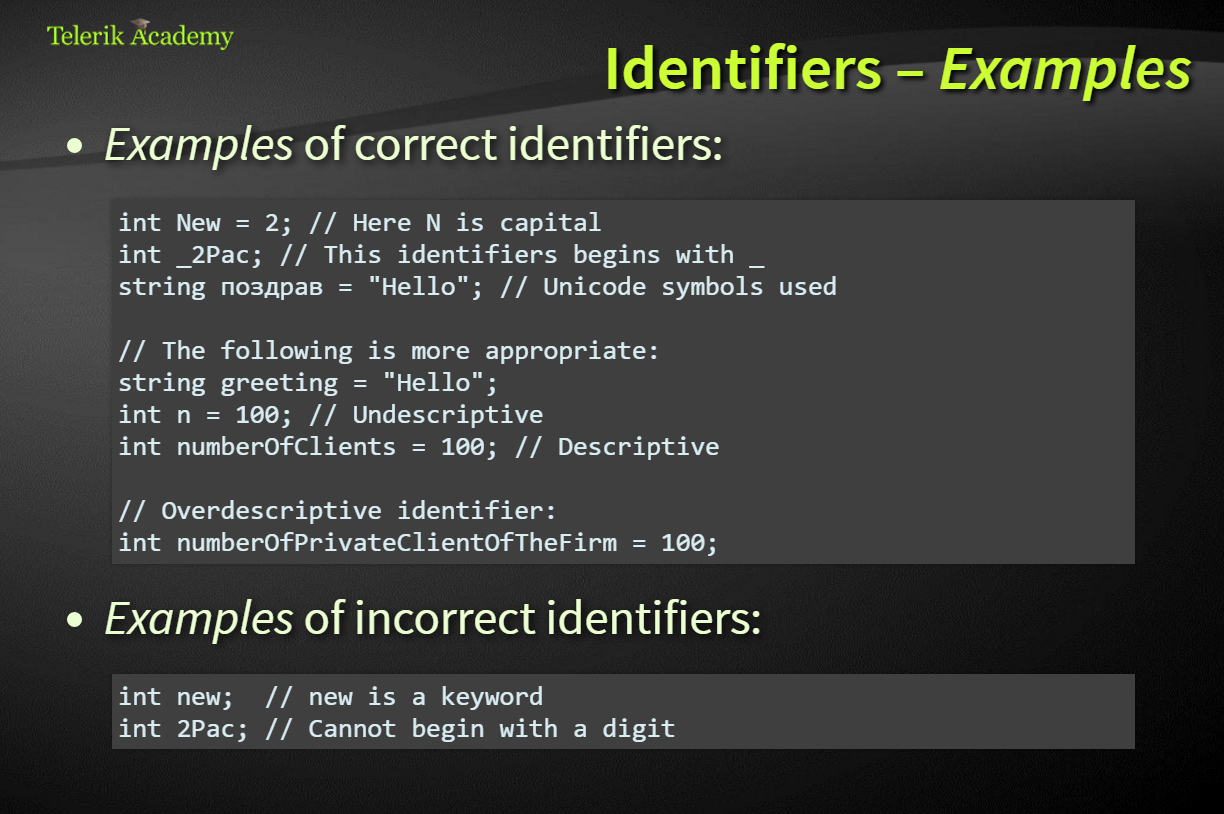 Telerik Academy
Identifiers – Examples
• Examples of correct identifiers:
int New = 2; // Here N is capital
int _2Pac; // This identifiers begins with _
string поздрав = "Hello"; // Unicode symbols used
// The following is more appropriate:
string greeting = "Hello";
int n = 100; // Undescriptive
int numberOfClients = 100; // Descriptive
// Overdescriptive identifier:
int numberOfPrivateClientOfTheFirm = 100;
• Examples of incorrect identifiers:
int new;  // new is a keyword
int 2Pac; // Cannot begin with a digit